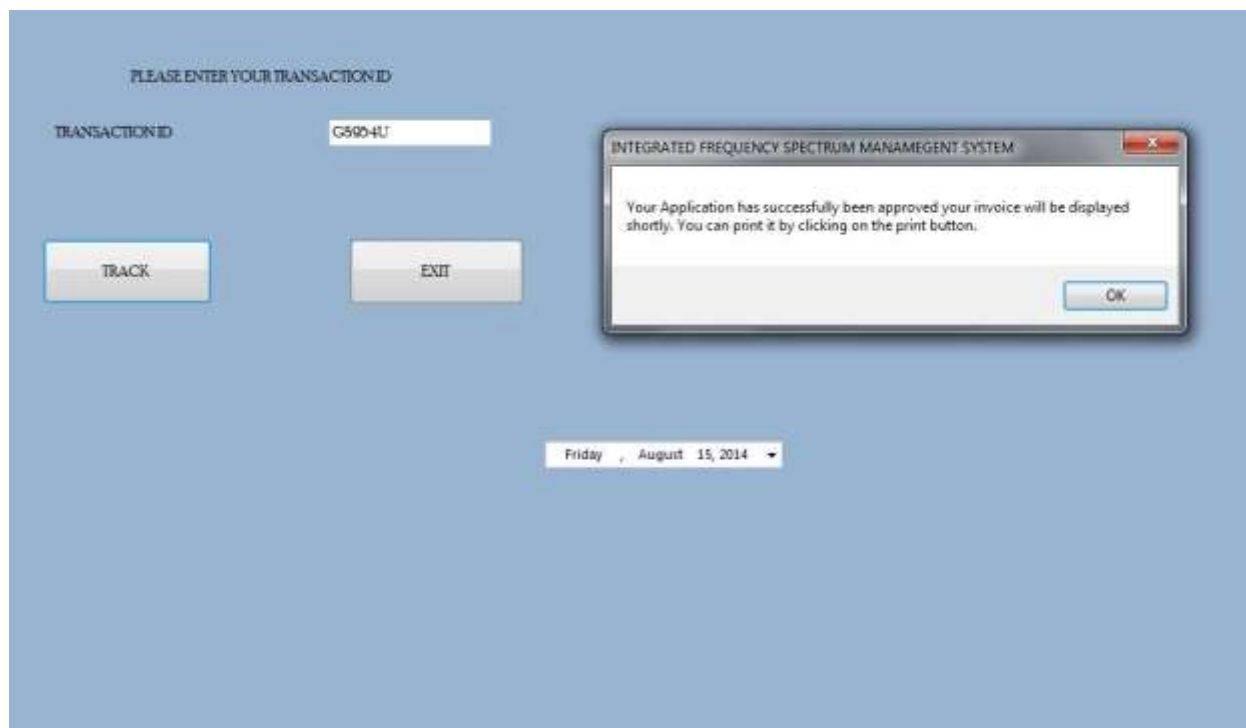 PLEASE ENTER YOUR TRANSACTION ID
TRANSACTION ID
G5954U
INTEGRATED FREQUENCY SPECTRUM MANAMEGENT SYSTEM
Your Application has successfully been approved your invoice will be displayed
shortly. You can print it by clicking on the print button.
OK
TRACK
EXIT
Friday , August 15, 2014